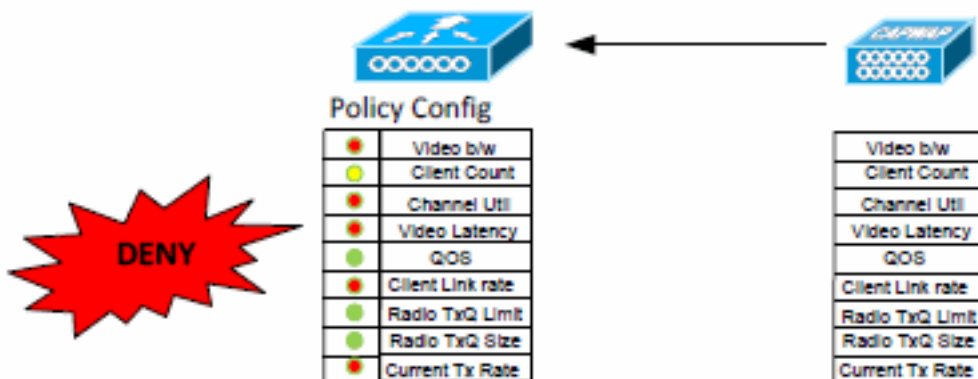 CAPWAP
Policy Config
Video b/w
Client Count
Channel Util
Video Latency
QOS
Client Link rate
Radio TxQ Limit
Radio TxQ Size
Current Tx Rate
DENY
Video b/w
Client Count
Channel Util
Video Latency
QOS
Client Link rate
Radio TxQ Limit
Radio TxQ Size
Current Tx Rate